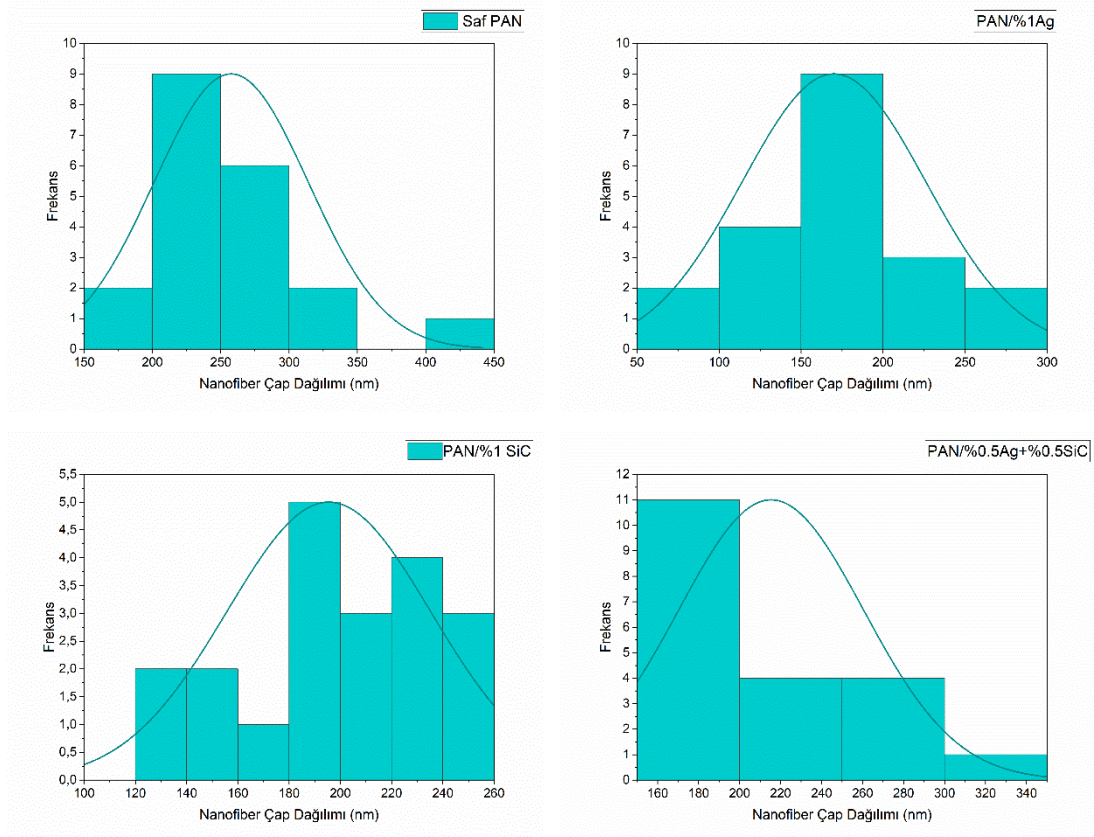 Saf PAN
10
9
8
7
6
5
4
3
2
1
0
Frekans
150 200 250 300 350 400 450
Nanofiber Çap Dağılımı (nm)
PAN/%1Ag
10
9
8
7
6
5
4
3
2
1
0
Frekans
50 100 150 200 250 300
Nanofiber Çap Dağılımı (nm)
PAN/%1 SiC
5,5
5,0
4,5
4,0
3,5
3,0
2,5
2,0
1,5
1,0
0,5
0,0
Frekans
100 120 140 160 180 200 220 240 260
Nanofiber Çap Dağılımı (nm)
PAN/%0.5Ag+%0.5SiC
12
11
10
9
8
7
6
5
4
3
2
1
0
Frekans
160 180 200 220 240 260 280 300 320 340
Nanofiber Çap Dağılımı (nm)